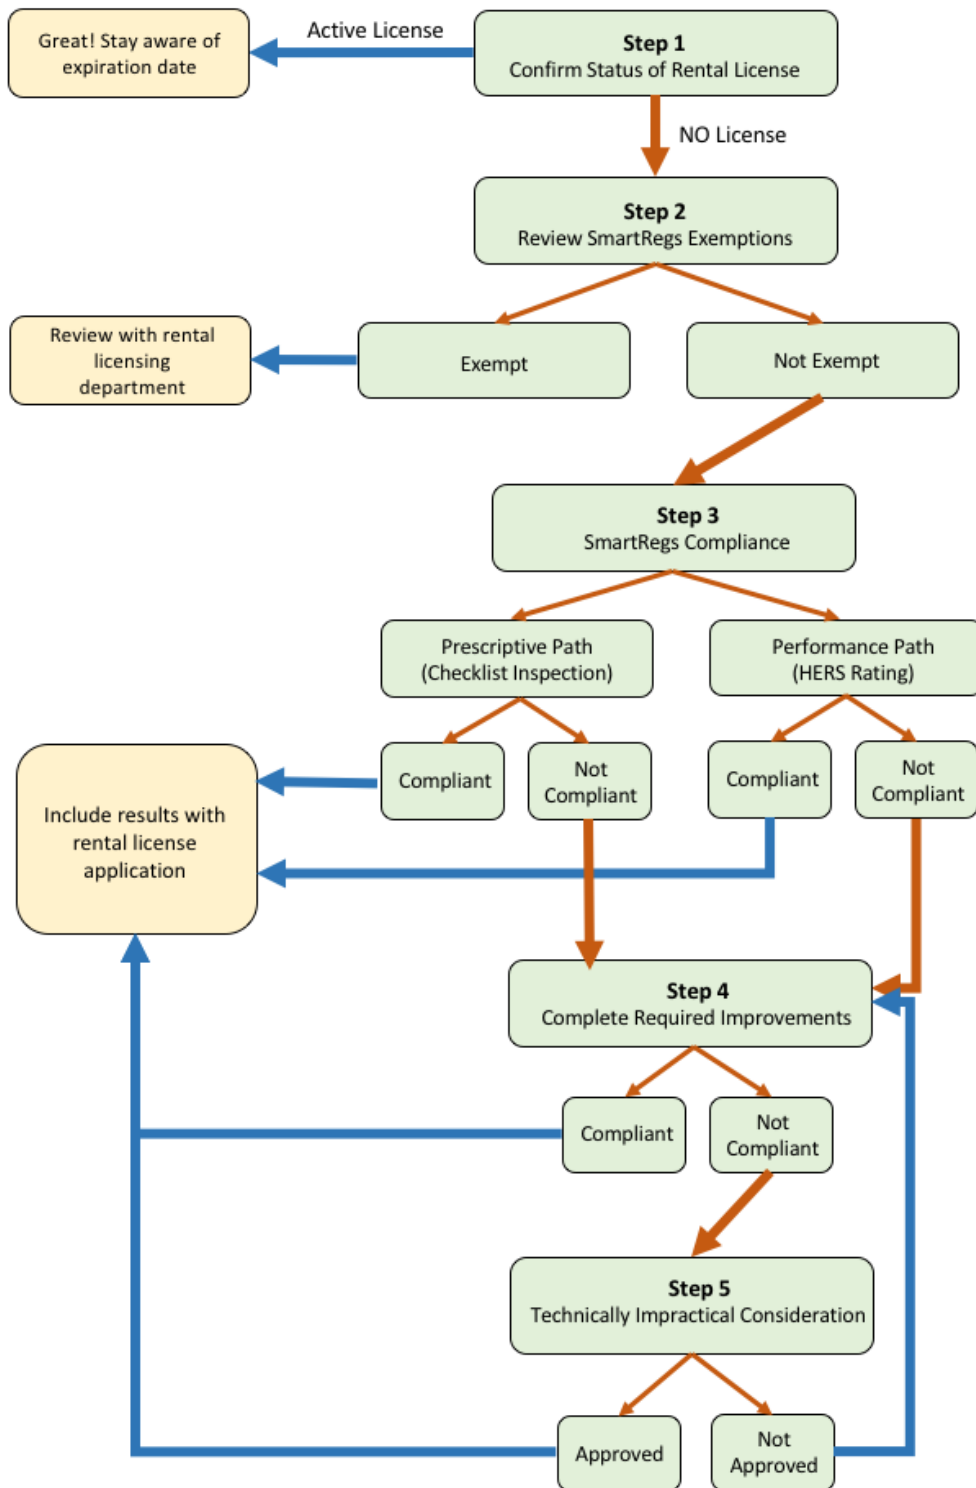 Great! Stay aware of
expiration date
Active License
Step 1
Confirm Status of Rental License
NO License
Step 2
Review SmartRegs Exemptions
Review with rental
licensing
department
Exempt
Not Exempt
Step 3
SmartRegs Compliance
Prescriptive Path
(Checklist Inspection)
Performance Path
(HERS Rating)
Compliant
Not
Compliant
Compliant
Not
Compliant
Include results with
rental license
application
Step 4
Complete Required Improvements
Compliant
Not
Compliant
Step 5
Technically Impractical Consideration
Approved
Not
Approved